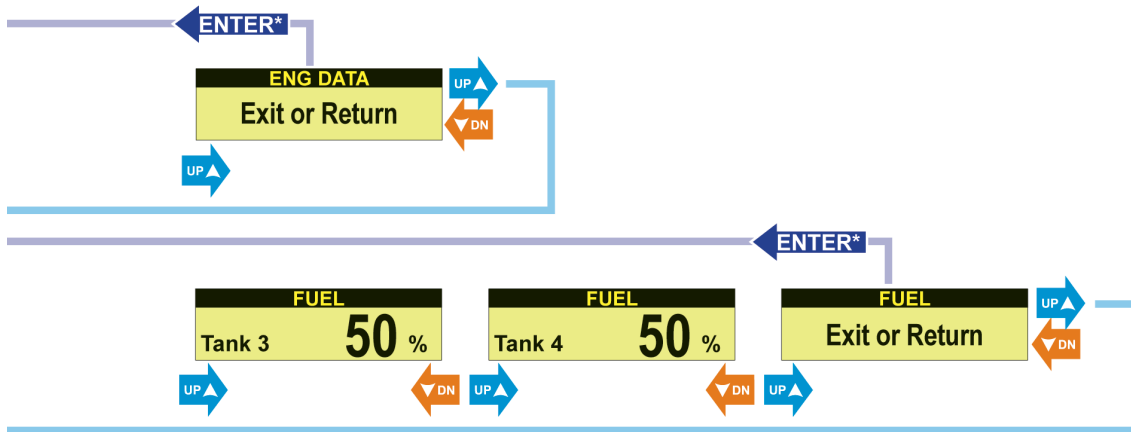 ENTER*
ENG DATA
UP
Exit or Return
DN
UP
ENTER*
FUEL
FUEL
FUEL
UP
Tank 3 50 %
Tank 4 50 %
Exit or Return
DN
UP
DN
UP
DN
UP